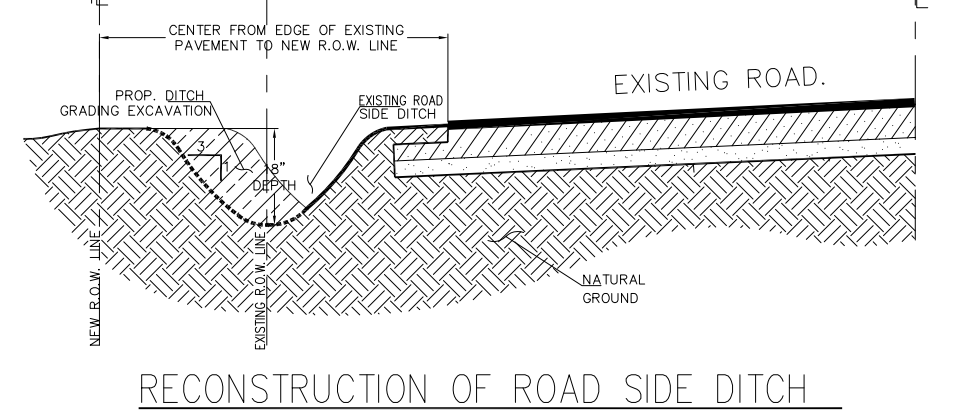 CENTER FROM EDGE OF EXISTING
PAVEMENT TO NEW R.O.W. LINE
EXISTING ROAD.
PROP. DITCH
GRADING EXCAVATION
EXISTING ROAD
SIDE DITCH
3
1
18"
DEPTH
NEW R.O.W. LINE
EXISTING R.O.W. LINE
NATURAL
GROUND
RECONSTRUCTION OF ROAD SIDE DITCH